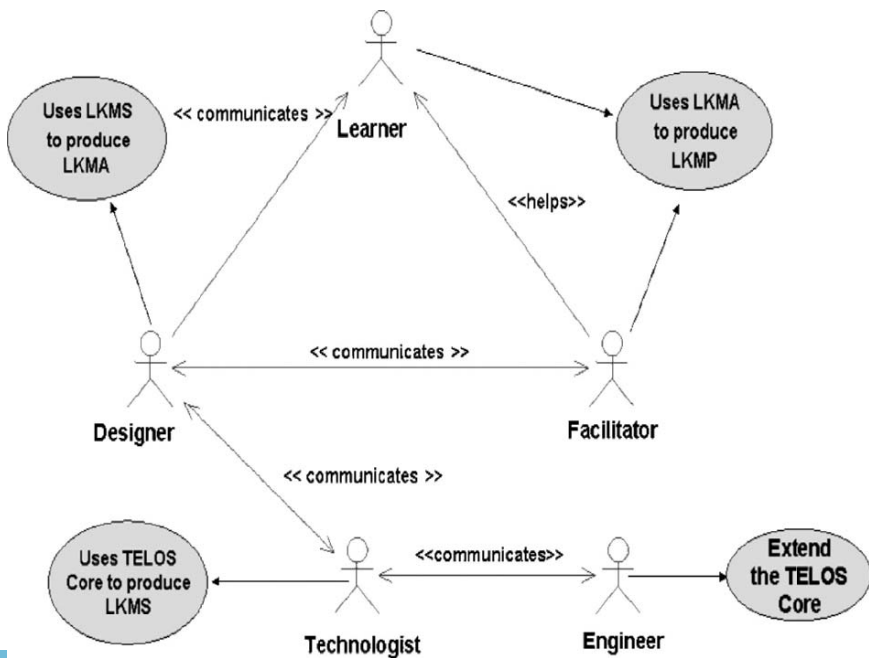 Learner
Uses LKMS
to produce
LKMA
<< communicates >>
Uses LKMA
to produce
LKMP
<<helps>>
<< communicates >>
Designer
Facilitator
<< communicates >>
Uses TELOS
Core to produce
LKMS
<<communicates>>
Extend
the TELOS
Core
Technologist
Engineer